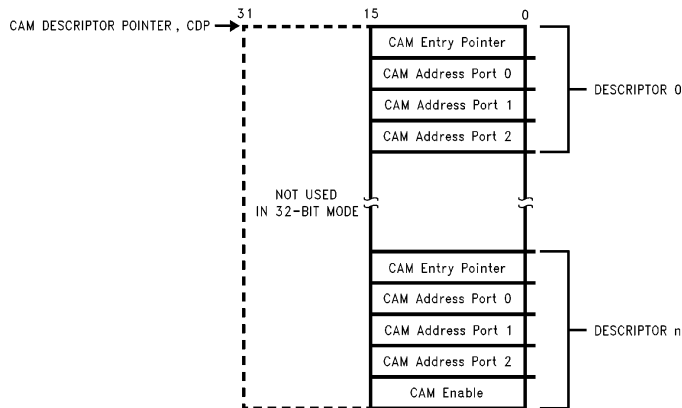 31 15 0
CAM DESCRIPTOR POINTER, CDP
CAM Entry Pointer
CAM Address Port 0
CAM Address Port 1
CAM Address Port 2
DESCRIPTOR 0
NOT USED
IN 32-BIT MODE
CAM Entry Pointer
CAM Address Port 0
CAM Address Port 1
CAM Address Port 2
CAM Enable
DESCRIPTOR n